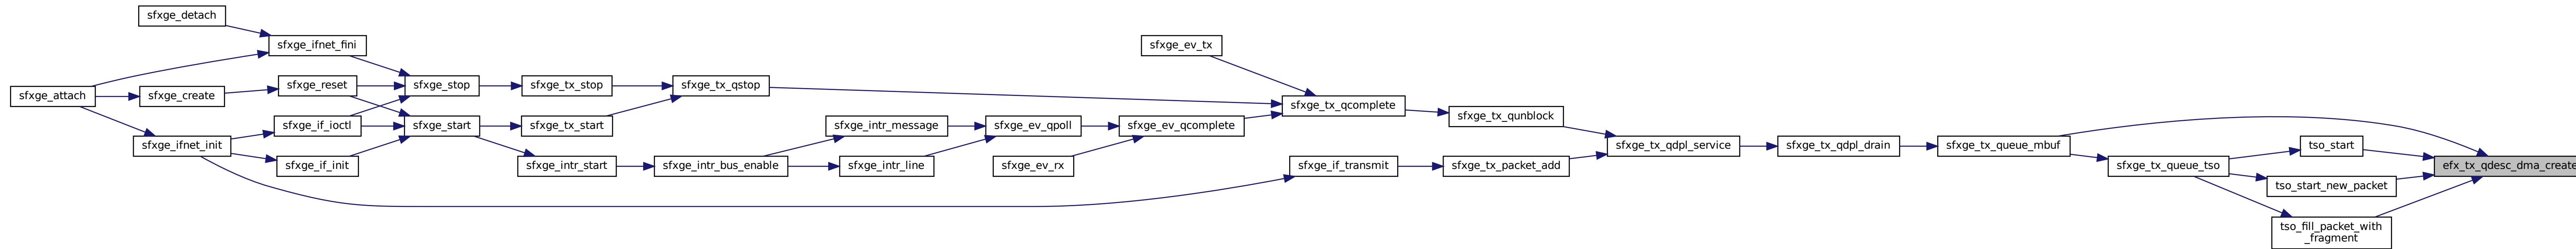 sfxge_detach
sfxge_attach
sfxge_ifnet_fini
sfxge_create
sfxge_ifnet_init
sfxge_reset
sfxge_if_ioctl
sfxge_if_init
sfxge_stop
sfxge_start
sfxge_tx_stop
sfxge_tx_start
sfxge_intr_start
sfxge_tx_qstop
sfxge_intr_bus_enable
sfxge_intr_message
sfxge_intr_line
sfxge_ev_qpoll
sfxge_ev_rx
sfxge_ev_tx
sfxge_ev_qcomplete
sfxge_tx_qcomplete
sfxge_if_transmit
sfxge_tx_qunblock
sfxge_tx_packet_add
sfxge_tx_qdpl_service
sfxge_tx_qdpl_drain
sfxge_tx_queue_mbuf
sfxge_tx_queue_tso
tso_start
tso_start_new_packet
tso_fill_packet_with
_fragment
efx_tx_qdesc_dma_create